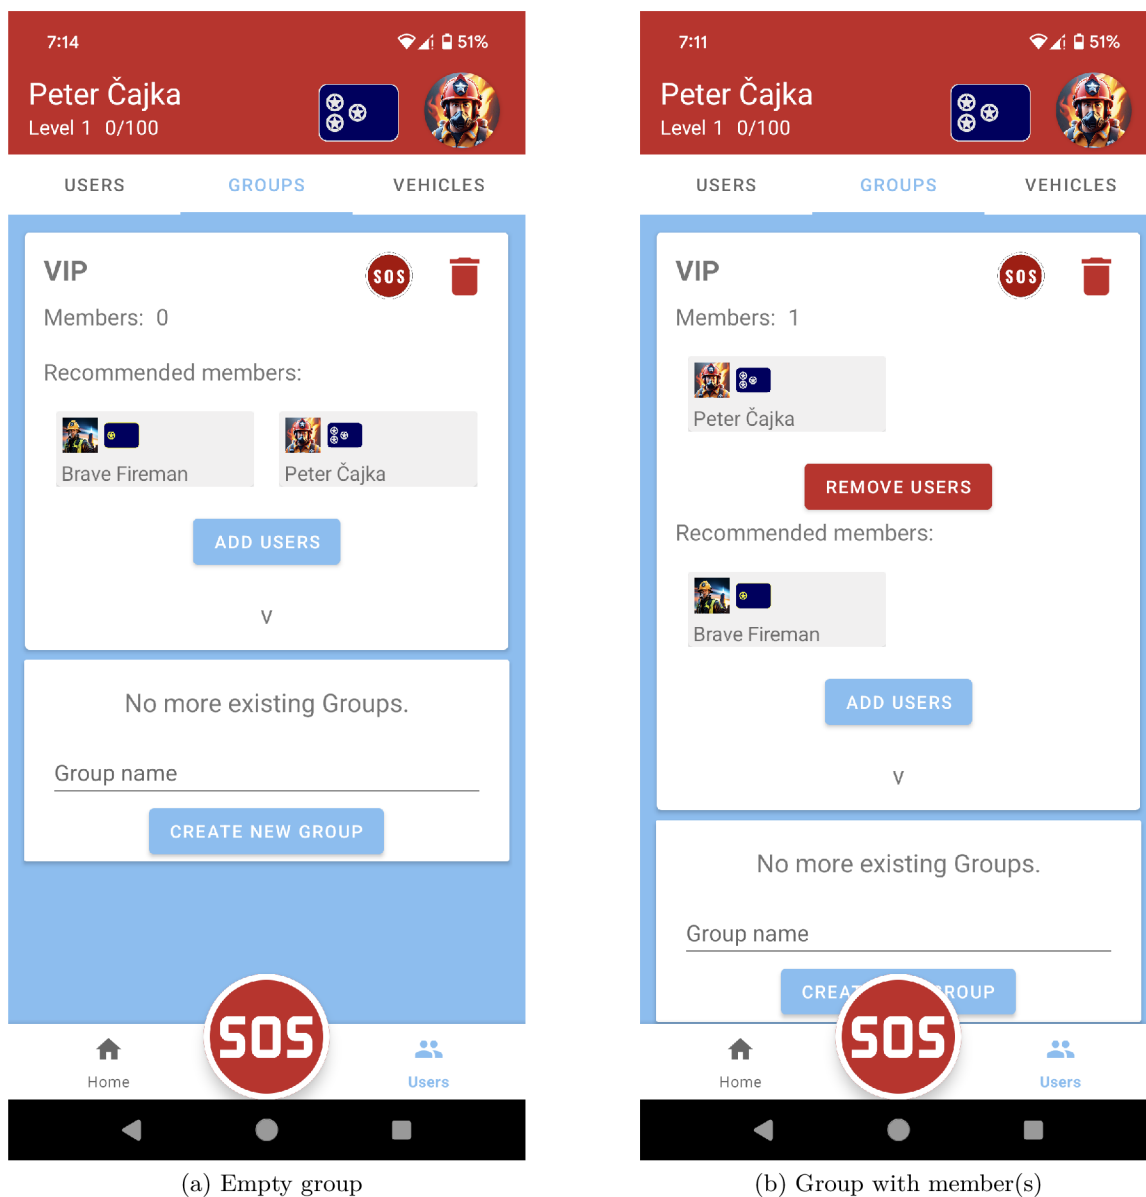 7:14
51%
Peter Čajka
Level 1 0/100
USERS GROUPS VEHICLES
VIP
SOS
Members: 0
Recommended members:
Brave Fireman
Peter Čajka
ADD USERS
V
No more existing Groups.
Group name
CREATE NEW GROUP
SOS
Home
Users
(a) Empty group
7:11
51%
Peter Čajka
Level 1 0/100
USERS GROUPS VEHICLES
VIP
SOS
Members: 1
Peter Čajka
REMOVE USERS
Recommended members:
Brave Fireman
ADD USERS
V
No more existing Groups.
Group name
CREA ROUP
SOS
Home
Users
(b) Group with member(s)